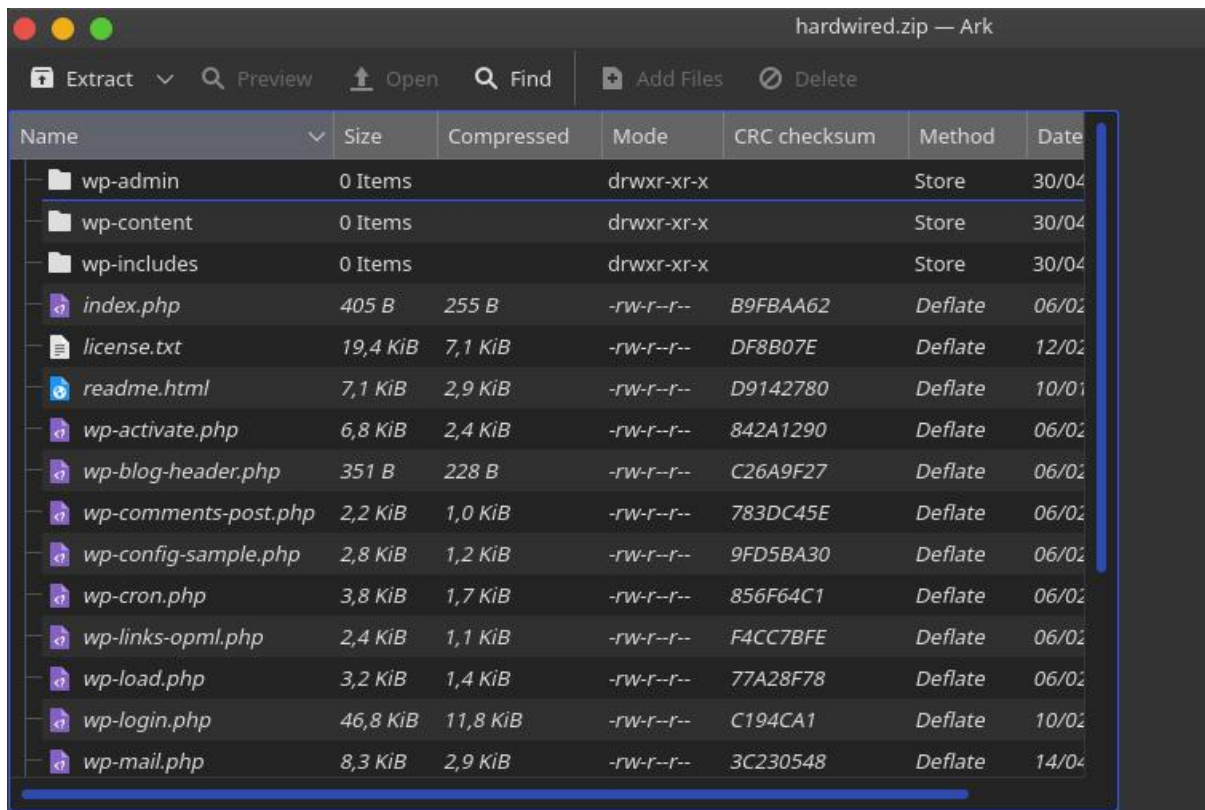 hardwired.zip — Ark
Extract Preview Open Find Add Files Delete
Name Size Compressed Mode CRC checksum Method Date
wp-admin 0 Items drwxr-xr-x Store 30/04
wp-content 0 Items drwxr-xr-x Store 30/04
wp-includes 0 Items drwxr-xr-x Store 30/04
index.php 405 B 255 B -rw-r--r-- B9FBAA62 Deflate 06/02
license.txt 19,4 KiB 7,1 KiB -rw-r--r-- DF8B07E Deflate 12/02
readme.html 7,1 KiB 2,9 KiB -rw-r--r-- D9142780 Deflate 10/01
wp-activate.php 6,8 KiB 2,4 KiB -rw-r--r-- 842A1290 Deflate 06/02
wp-blog-header.php 351 B 228 B -rw-r--r-- C26A9F27 Deflate 06/02
wp-comments-post.php 2,2 KiB 1,0 KiB -rw-r--r-- 783DC45E Deflate 06/02
wp-config-sample.php 2,8 KiB 1,2 KiB -rw-r--r-- 9FD5BA30 Deflate 06/02
wp-cron.php 3,8 KiB 1,7 KiB -rw-r--r-- 856F64C1 Deflate 06/02
wp-links-opml.php 2,4 KiB 1,1 KiB -rw-r--r-- F4CC7BFE Deflate 06/02
wp-load.php 3,2 KiB 1,4 KiB -rw-r--r-- 77A28F78 Deflate 06/02
wp-login.php 46,8 KiB 11,8 KiB -rw-r--r-- C194CA1 Deflate 10/02
wp-mail.php 8,3 KiB 2,9 KiB -rw-r--r-- 3C230548 Deflate 14/04